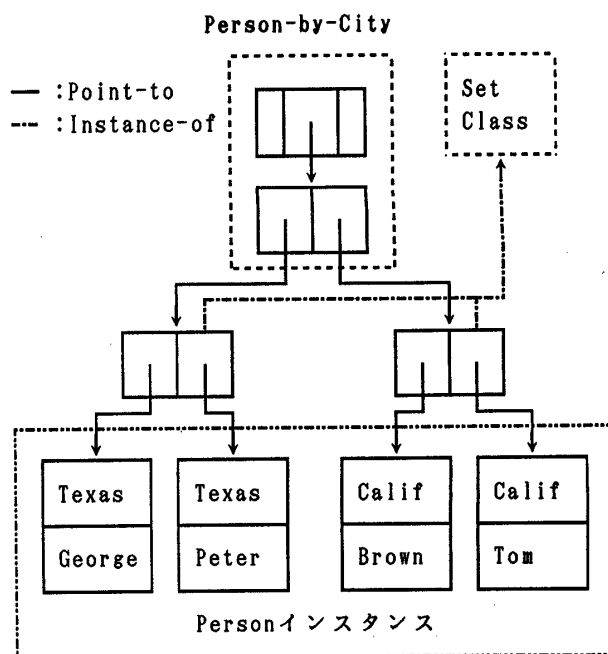 Person-by-City
:Point-to
:Instance-of
Set
Class
Texas
George
Texas
Peter
Calif
Brown
Calif
Tom
Personインスタンス